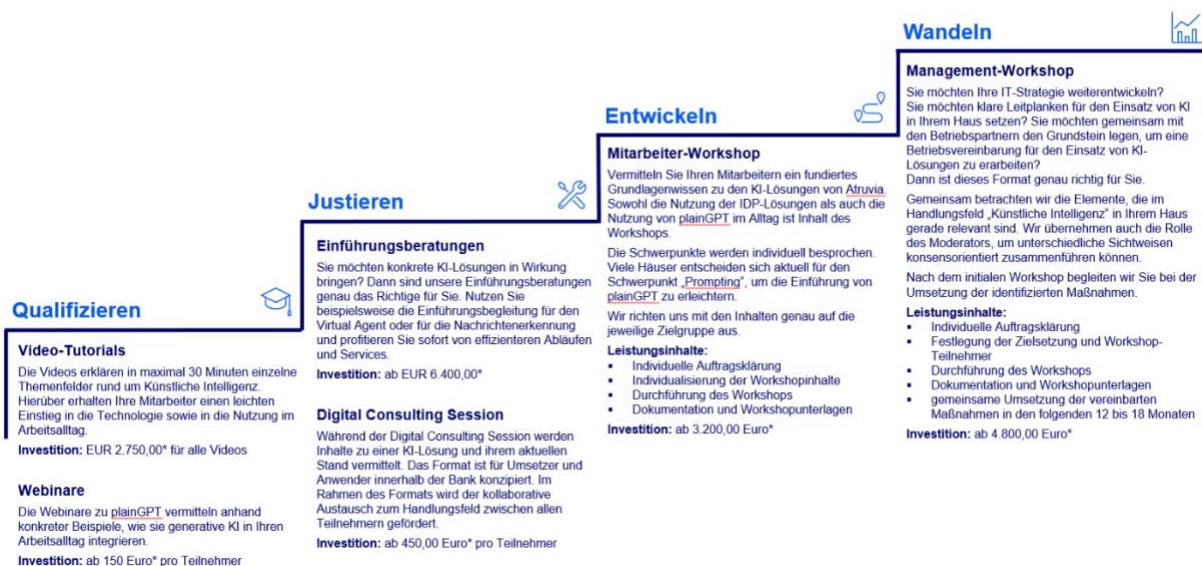 Qualifizieren
Video-Tutorials
Die Videos erklären in maximal 30 Minuten einzelne
Themenfelder rund um Künstliche Intelligenz.
Hierüber erhalten Ihre Mitarbeiter einen leichten
Einstieg in die Technologie sowie in die Nutzung im
Arbeitsalltag.
Investition: EUR 2.750,00* für alle Videos
Webinare
Die Webinare zu plainGPT vermitteln anhand
konkreter Beispiele, wie sie generative KI in Ihren
Arbeitsalltag integrieren.
Investition: ab 150 Euro* pro Teilnehmer
Justieren
Einführungsberatungen
Sie möchten konkrete KI-Lösungen in Wirkung
bringen? Dann sind unsere Einführungsberatungen
genau das Richtige für Sie. Nutzen Sie
beispielsweise die Einführungsbegleitung für den
Virtual Agent oder für die Nachrichtenerkennung
und profitieren Sie sofort von effizienteren Abläufen
und Services.
Investition: ab EUR 6.400,00*
Digital Consulting Session
Während der Digital Consulting Session werden
Inhalte zu einer KI-Lösung und ihrem aktuellen
Stand vermittelt. Das Format ist für Umsetzer und
Anwender innerhalb der Bank konzipiert. Im
Rahmen des Formats wird der kollaborative
Austausch zum Handlungsfeld zwischen allen
Teilnehmern gefördert.
Investition: ab 450,00 Euro* pro Teilnehmer
Entwickeln
Mitarbeiter-Workshop
Vermitteln Sie Ihren Mitarbeitern ein fundiertes
Grundlagenwissen zu den KI-Lösungen von Atruvia.
Sowohl die Nutzung der IDP-Lösungen als auch die
Nutzung von plainGPT im Alltag ist Inhalt des
Workshops.
Die Schwerpunkte werden individuell besprochen.
Viele Häuser entscheiden sich aktuell für den
Schwerpunkt „Prompting", um die Einführung von
plainGPT zu erleichtern.
Wir richten uns mit den Inhalten genau auf die
jeweilige Zielgruppe aus.
Leistungsinhalte:
▪ Individuelle Auftragsklärung
▪ Individualisierung der Workshopinhalte
▪ Durchführung des Workshops
▪ Dokumentation und Workshopunterlagen
Investition: ab 3.200,00 Euro*
Wandeln
Management-Workshop
Sie möchten Ihre IT-Strategie weiterentwickeln?
Sie möchten klare Leitplanken für den Einsatz von KI
in Ihrem Haus setzen? Sie möchten gemeinsam mit
den Betriebspartnern den Grundstein legen, um eine
Betriebsvereinbarung für den Einsatz von KI-
Lösungen zu erarbeiten?
Dann ist dieses Format genau richtig für Sie.
Gemeinsam betrachten wir die Elemente, die im
Handlungsfeld „Künstliche Intelligenz" in Ihrem Haus
gerade relevant sind. Wir übernehmen auch die Rolle
des Moderators, um unterschiedliche Sichtweisen
konsensorientiert zusammenführen können.
Nach dem initialen Workshop begleiten wir Sie bei der
Umsetzung der identifizierten Maßnahmen.
Leistungsinhalte:
▪ Individuelle Auftragsklärung
▪ Festlegung der Zielsetzung und Workshop-
Teilnehmer
▪ Durchführung des Workshops
▪ Dokumentation und Workshopunterlagen
▪ gemeinsame Umsetzung der vereinbarten
Maßnahmen in den folgenden 12 bis 18 Monaten
Investition: ab 4.800,00 Euro*